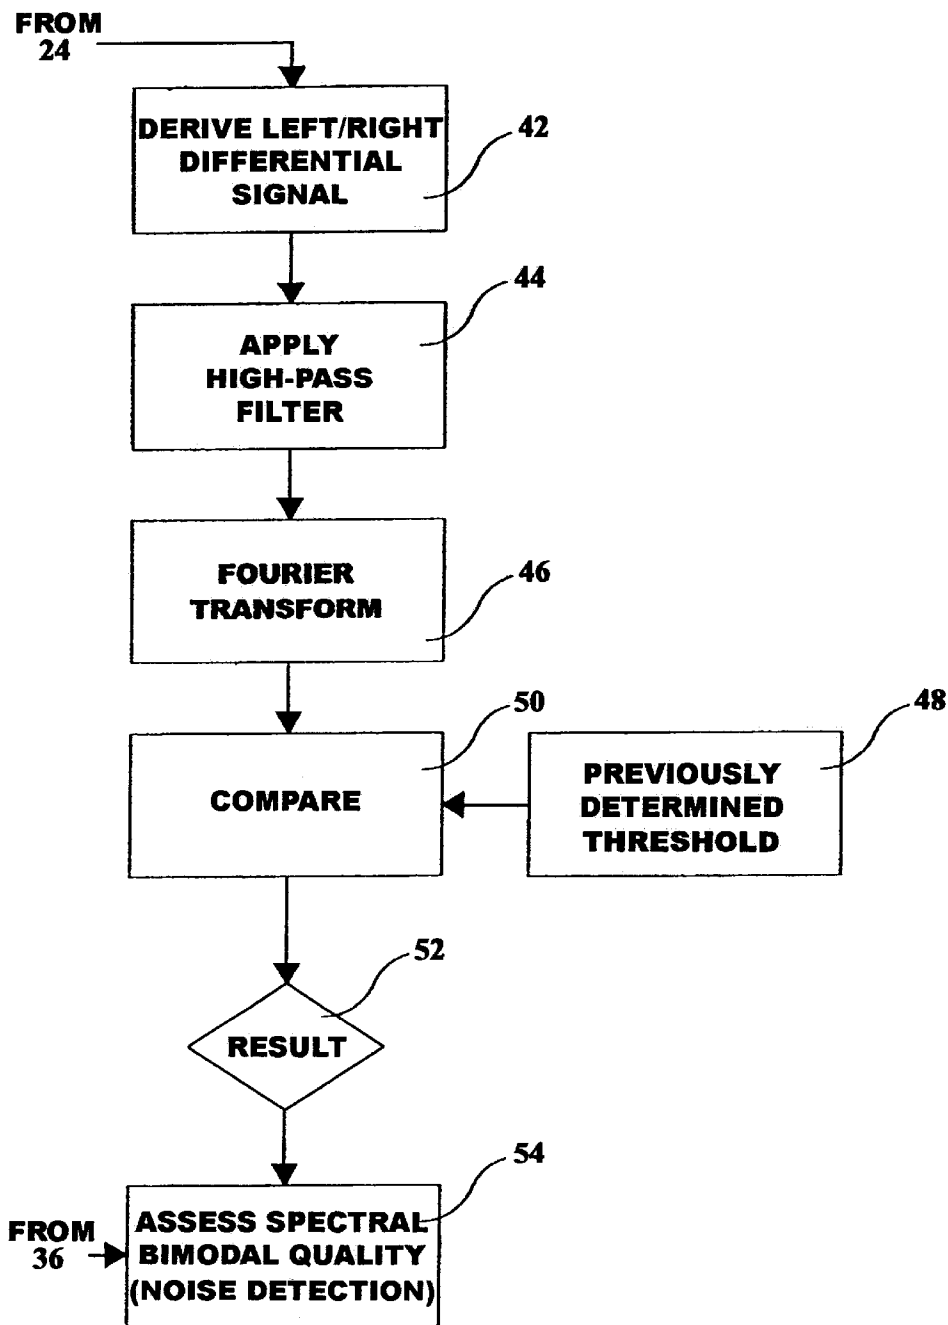 FROM
24
DERIVE LEFT/RIGHT
DIFFERENTIAL
SIGNAL
42
APPLY
HIGH-PASS
FILTER
44
FOURIER
TRANSFORM
46
COMPARE
50
PREVIOUSLY
DETERMINED
THRESHOLD
48
RESULT
52
FROM
36
ASSESS SPECTRAL
BIMODAL QUALITY
(NOISE DETECTION)
54